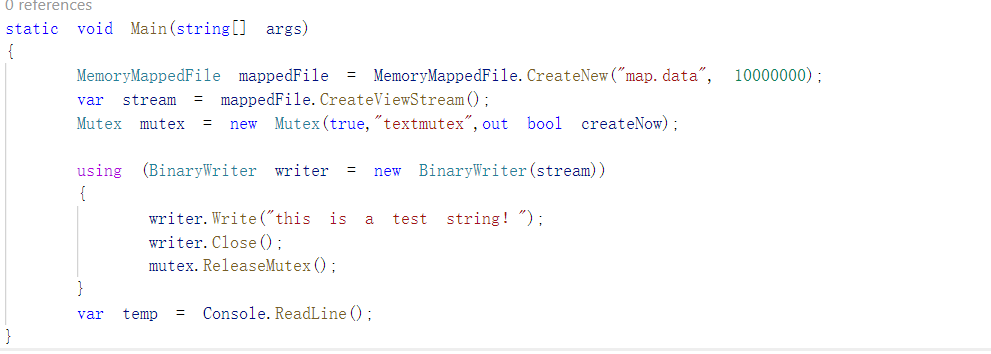 0 references
static void Main(string[] args)
{
MemoryMappedFile mappedFile = MemoryMappedFile.CreateNew("map.data", 10000000);
var stream = mappedFile.CreateViewStream();
Mutex mutex = new Mutex(true,"textmutex",out bool createNow);
using (BinaryWriter writer = new BinaryWriter(stream))
{
writer.Write("this is a test string! ");
writer.Close();
mutex.ReleaseMutex();
}
var temp = Console.ReadLine();
}